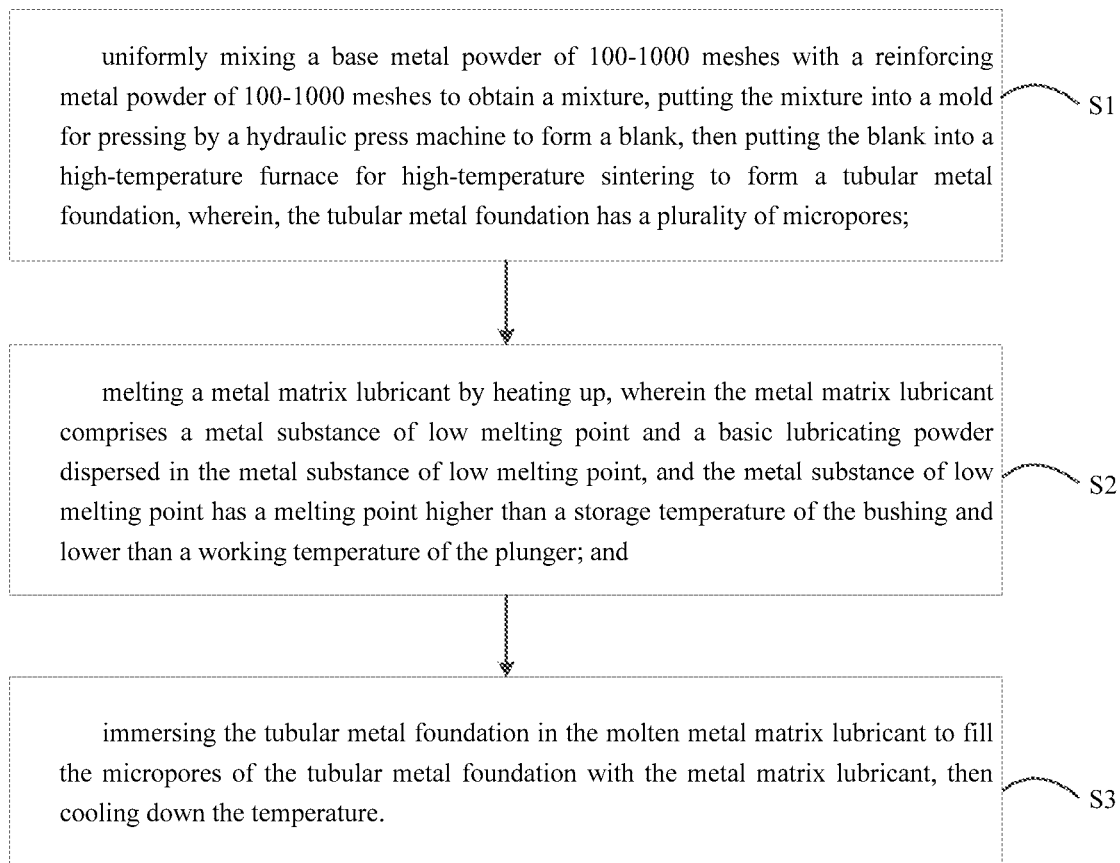 uniformly mixing a base metal powder of 100-1000 meshes with a reinforcing
metal powder of 100-1000 meshes to obtain a mixture, putting the mixture into a mold
for pressing by a hydraulic press machine to form a blank, then putting the blank into a
high-temperature furnace for high-temperature sintering to form a tubular metal
foundation, wherein, the tubular metal foundation has a plurality of micropores;
S1
melting a metal matrix lubricant by heating up, wherein the metal matrix lubricant
comprises a metal substance of low melting point and a basic lubricating powder
dispersed in the metal substance of low melting point, and the metal substance of low
melting point has a melting point higher than a storage temperature of the bushing and
lower than a working temperature of the plunger; and
S2
immersing the tubular metal foundation in the molten metal matrix lubricant to fill
the micropores of the tubular metal foundation with the metal matrix lubricant, then
cooling down the temperature.
S3